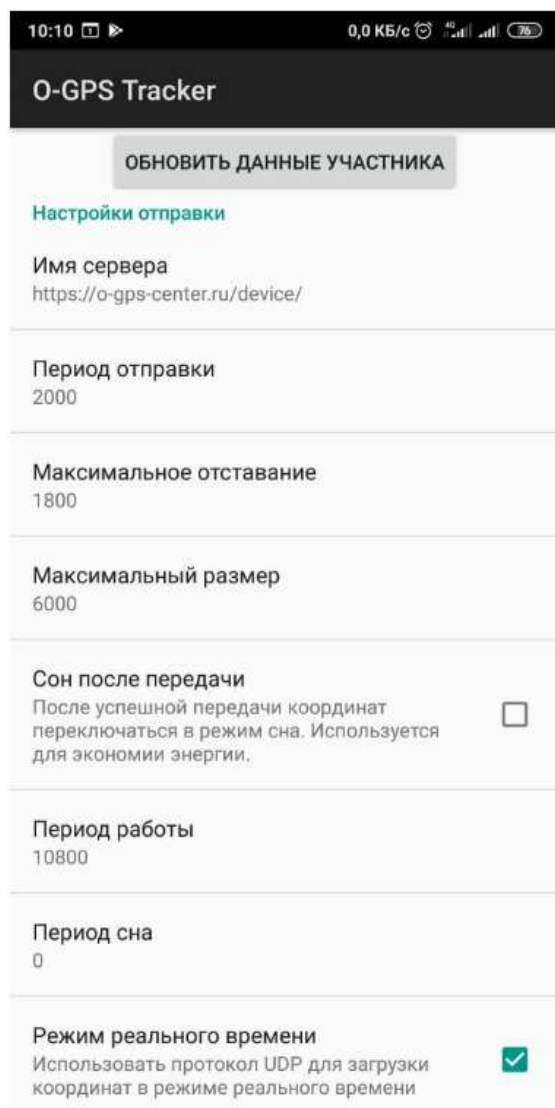 10:10 1 0,0 КБ/с 4G 76
O-GPS Tracker
ОБНОВИТЬ ДАННЫЕ УЧАСТНИКА
Настройки отправки
Имя сервера
https://o-gps-center.ru/device/
Период отправки
2000
Максимальное отставание
1800
Максимальный размер
6000
Сон после передачи
После успешной передачи координат
переключаться в режим сна. Используется
для экономии энергии.
Период работы
10800
Период сна
0
Режим реального времени
Использовать протокол UDP для загрузки
координат в режиме реального времени